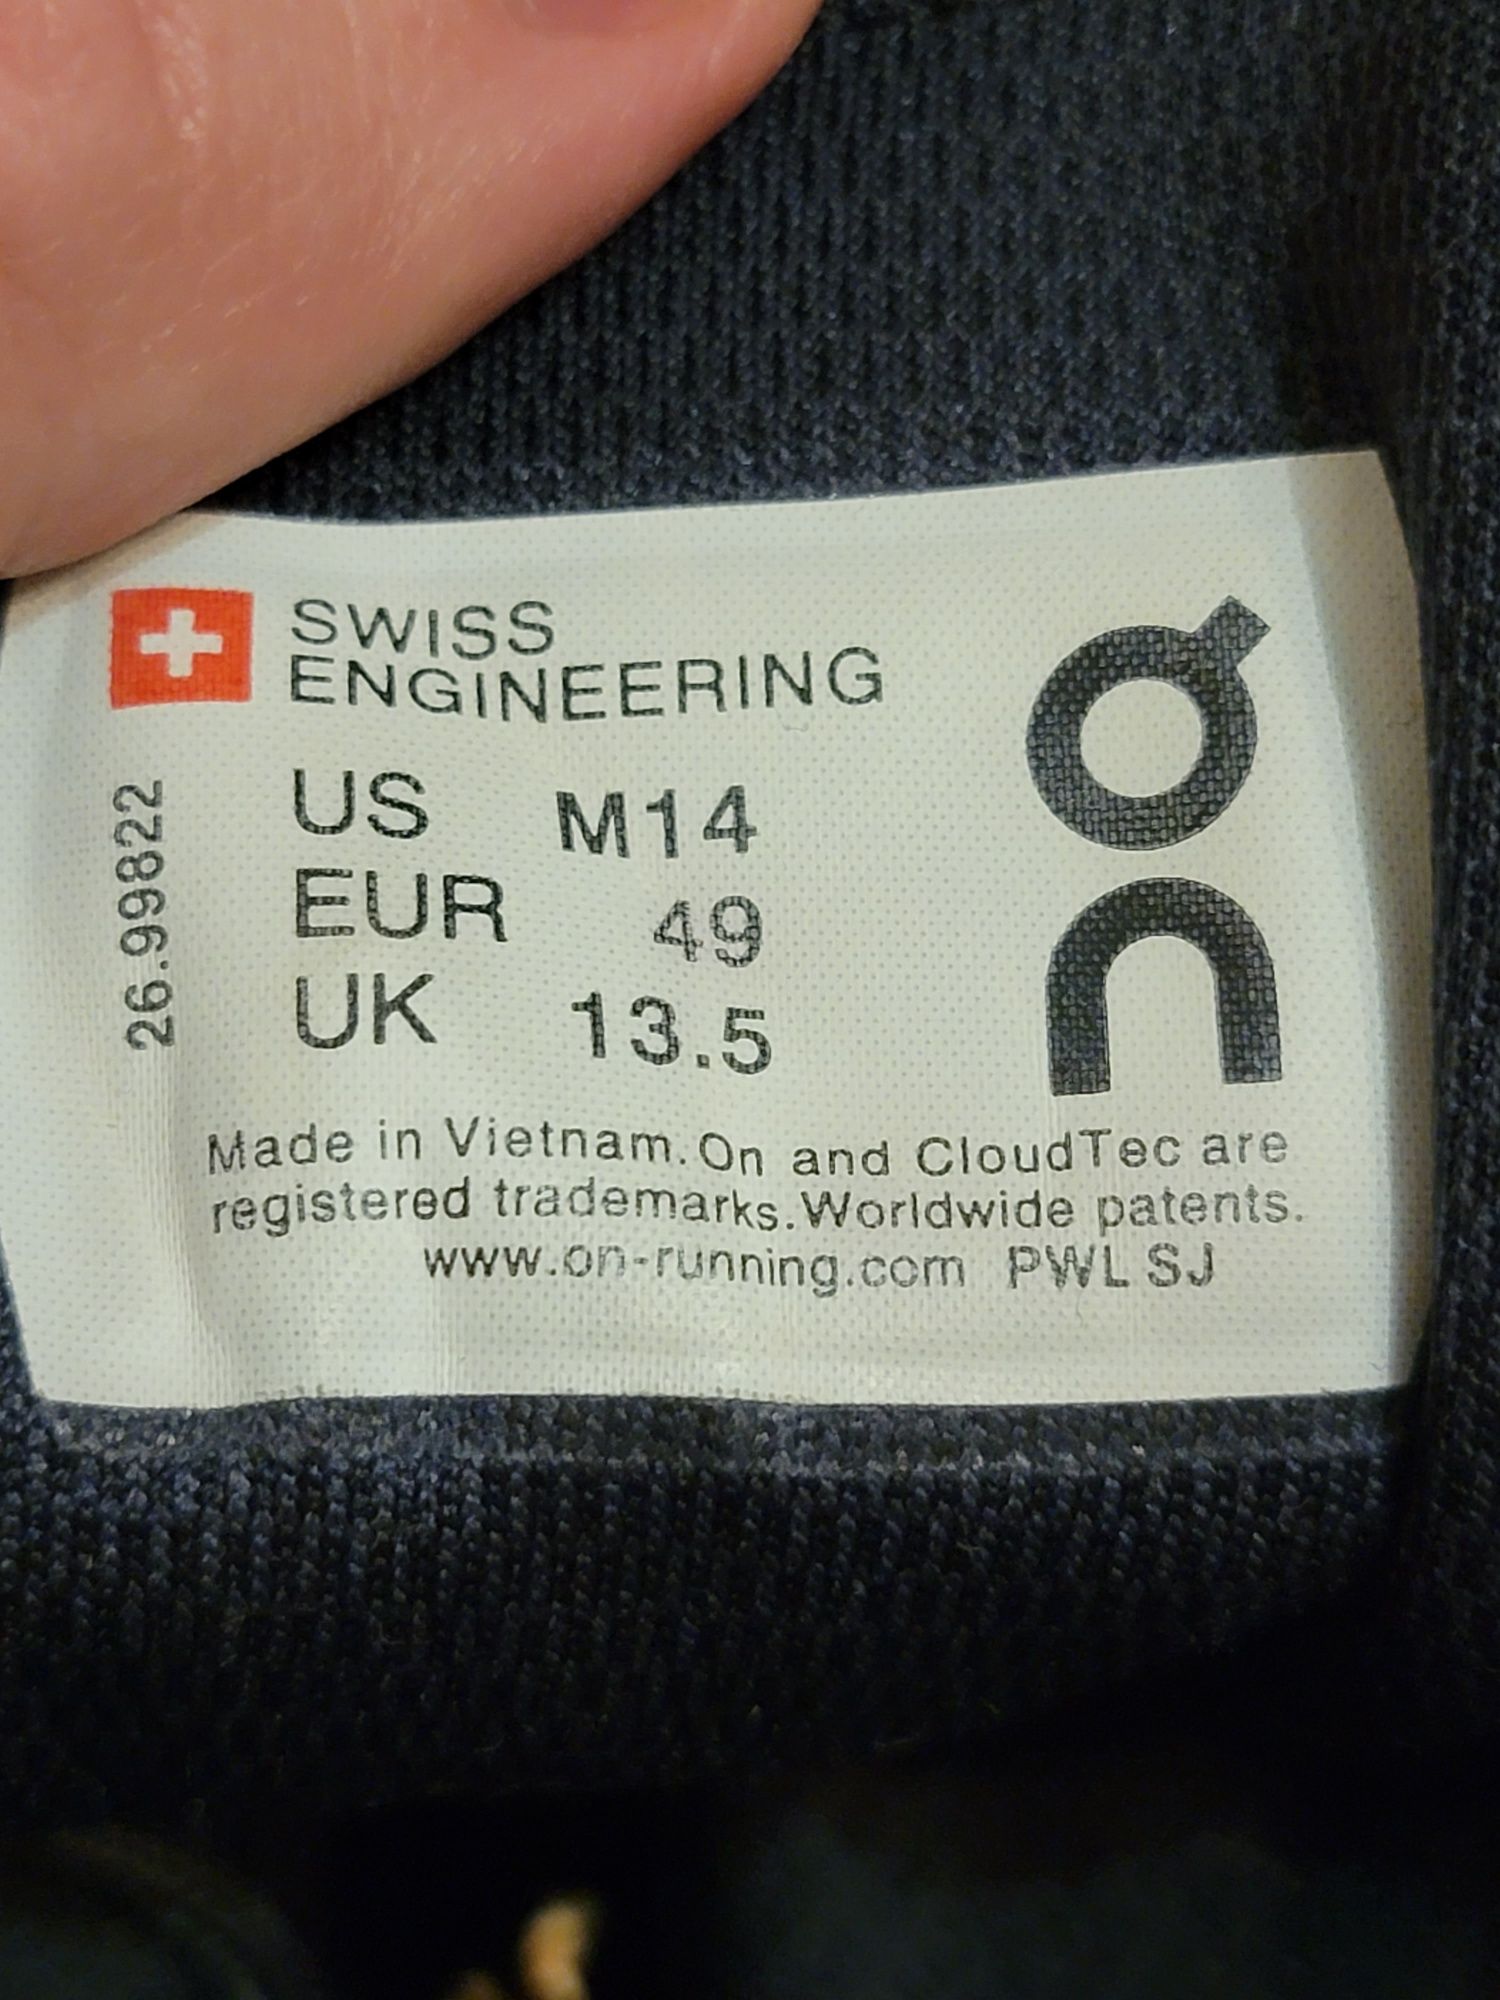 SWISS
ENGINEERING
US M14
EUR 49
UK 13.5
26.99822
on
Made in Vietnam. On and CloudTec are
registered trademarks. Worldwide patents.
www.on-running.com PWL SJ